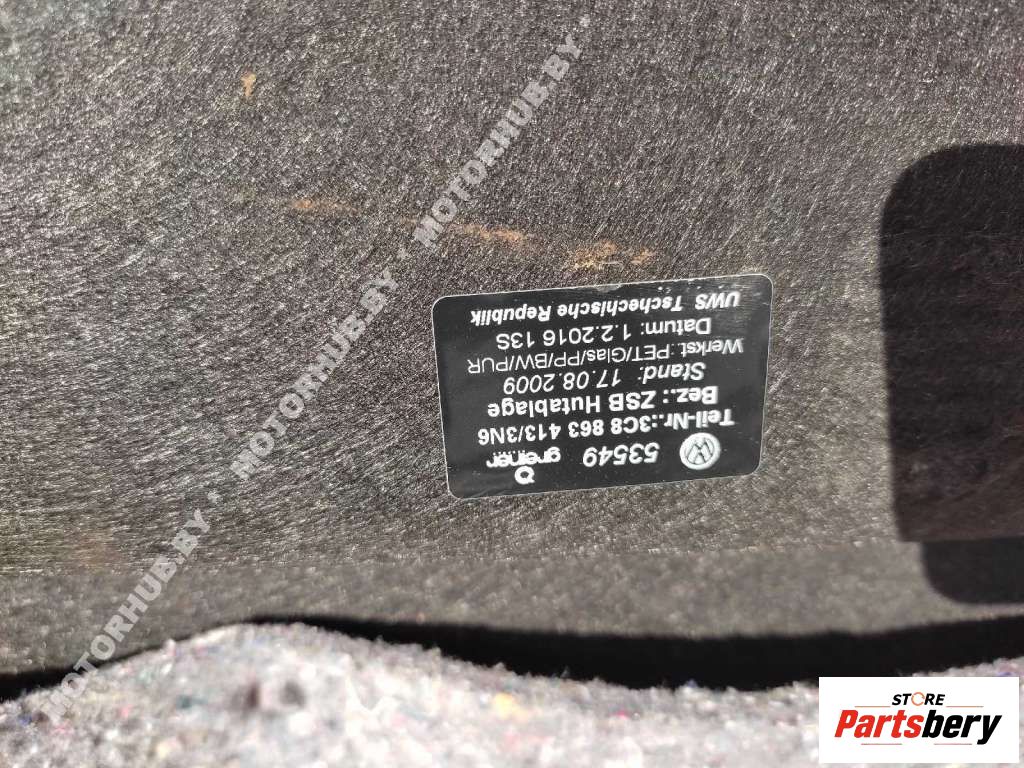 53549 greiner
Teil-Nr.:3C8 863 413/3N6
Bez.: ZSB Hutablage
Stand: 17.08.2009
Werkst.:PET/Glas/PP/BW/PUR
Datum: 1.2.2016 13S
UWS Tschechische Republik
MOTORHUB.BY • MOTORHUB.BY • MOTORHUB.BY • MOTORHUB.BY •
STORE
Partsbery